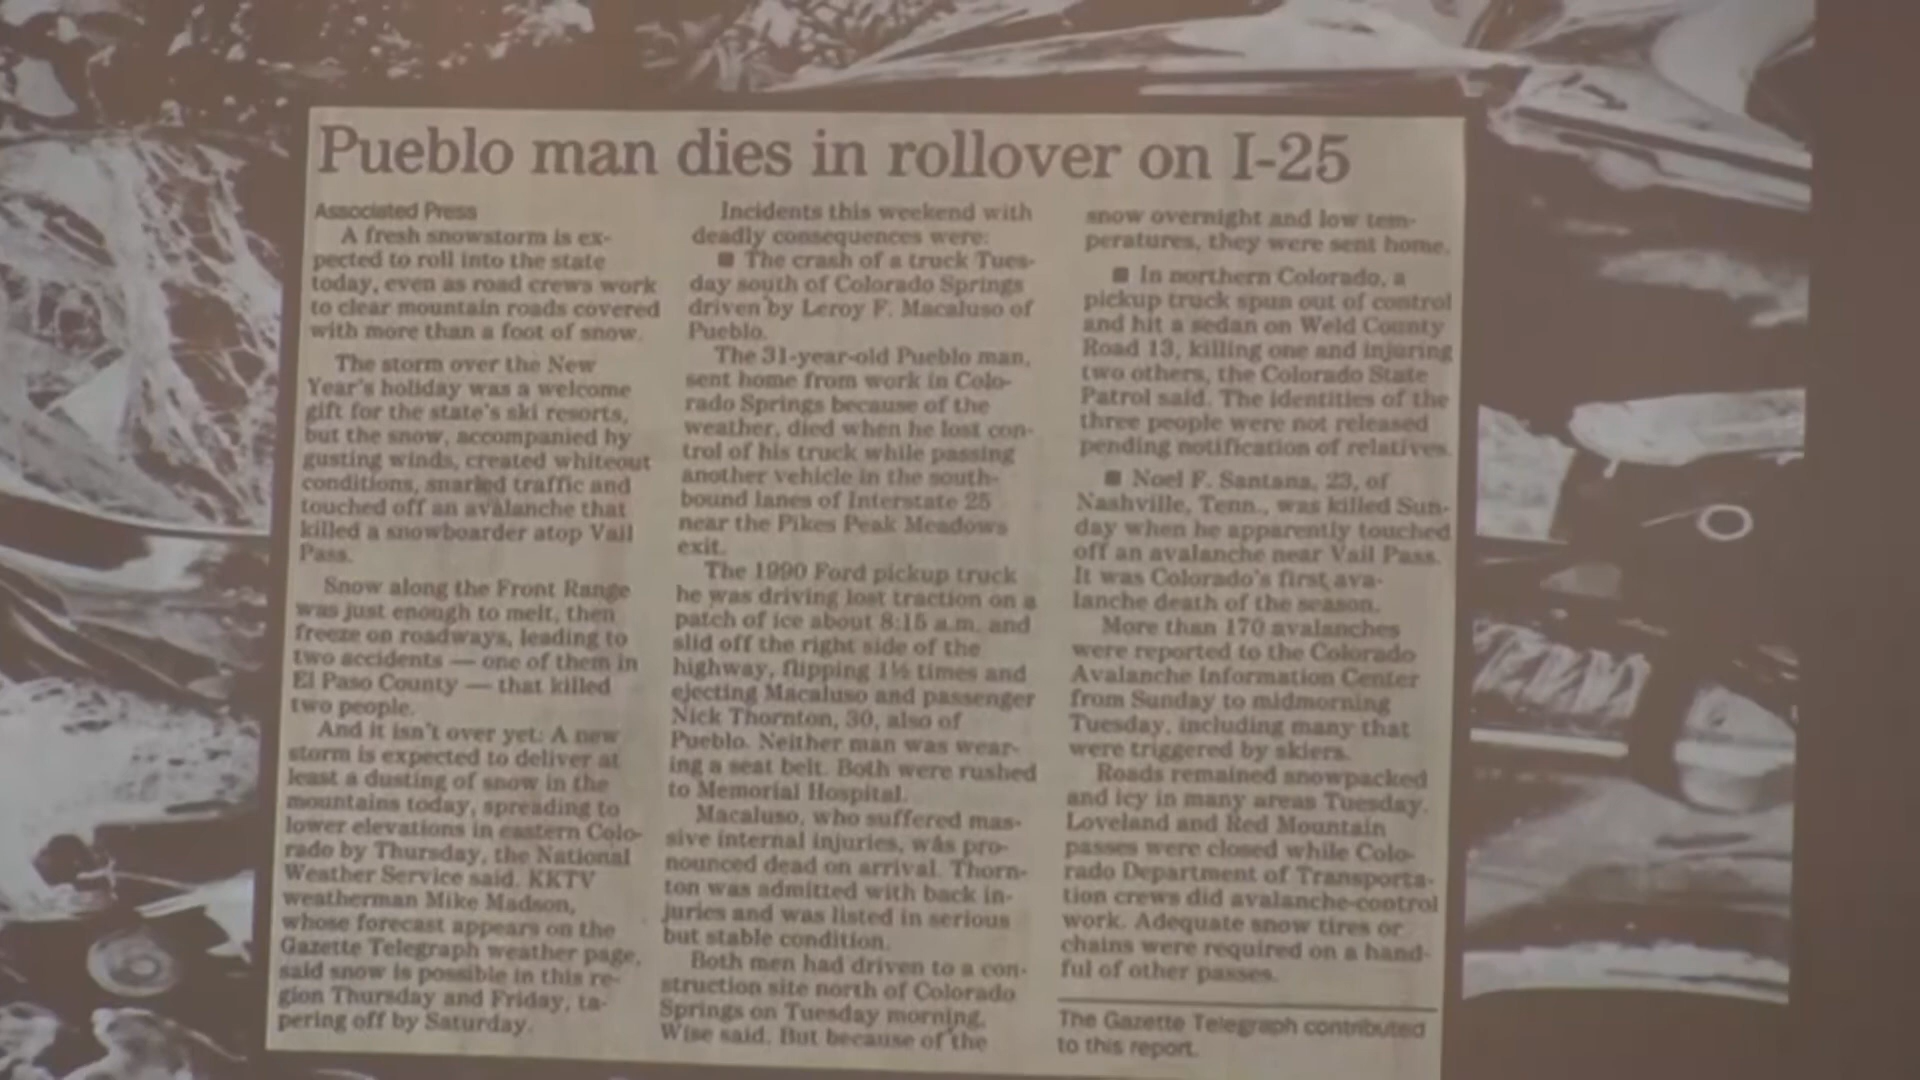 Pueblo man dies in rollover on I-25
Associated Press
A fresh snowstorm is ex-
pected to roll into the state
today, even as road crews work
to clear mountain roads covered
with more than a foot of snow.
The storm over the New
Year's holiday was a welcome
gift for the state's ski resorts,
but the snow, accompanied by
gusting winds, created whiteout
conditions, snarled traffic and
touched off an avalanche that
killed a snowboarder atop Vail
Pass.
Snow along the Front Range
was just enough to melt, then
freeze on roadways, leading to
two accidents — one of them in
El Paso County — that killed
two people.
And it isn't over yet: A new
storm is expected to deliver at
least a dusting of snow in the
mountains today, spreading to
lower elevations in eastern Colo-
rado by Thursday, the National
Weather Service said. KKTV
weatherman Mike Madson,
whose forecast appears on the
Gazette Telegraph weather page,
said snow is possible in this re-
gion Thursday and Friday, ta-
pering off by Saturday.
Incidents this weekend with
deadly consequences were:
■ The crash of a truck Tues-
day south of Colorado Springs
driven by Leroy F. Macaluso of
Pueblo.
The 31-year-old Pueblo man,
sent home from work in Colo-
rado Springs because of the
weather, died when he lost con-
trol of his truck while passing
another vehicle in the south-
bound lanes of Interstate 25
near the Pikes Peak Meadows
exit.
The 1990 Ford pickup truck
he was driving lost traction on a
patch of ice about 8:15 a.m. and
slid off the right side of the
highway, flipping 1½ times and
ejecting Macaluso and passenger
Nick Thornton, 30, also of
Pueblo. Neither man was wear-
ing a seat belt. Both were rushed
to Memorial Hospital.
Macaluso, who suffered mas-
sive internal injuries, was pro-
nounced dead on arrival. Thorn-
ton was admitted with back in-
juries and was listed in serious
but stable condition.
Both men had driven to a con-
struction site north of Colorado
Springs on Tuesday morning,
Wise said. But because of the
snow overnight and low tem-
peratures, they were sent home.
■ In northern Colorado, a
pickup truck spun out of control
and hit a sedan on Weld County
Road 13, killing one and injuring
two others, the Colorado State
Patrol said. The identities of the
three people were not released
pending notification of relatives.
■ Noel F. Santana, 23, of
Nashville, Tenn., was killed Sun-
day when he apparently touched
off an avalanche near Vail Pass.
It was Colorado's first ava-
lanche death of the season.
More than 170 avalanches
were reported to the Colorado
Avalanche Information Center
from Sunday to midmorning
Tuesday, including many that
were triggered by skiers.
Roads remained snowpacked
and icy in many areas Tuesday.
Loveland and Red Mountain
passes were closed while Colo-
rado Department of Transporta-
tion crews did avalanche-control
work. Adequate snow tires or
chains were required on a hand-
ful of other passes.
The Gazette Telegraph contributed
to this report.